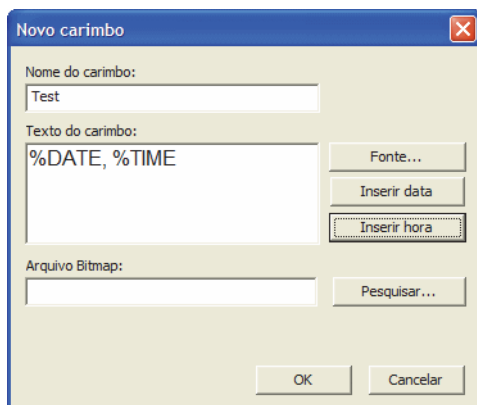 Novo carimbo
Nome do carimbo:
Test
Texto do carimbo:
%DATE, %TIME
Fonte...
Inserir data
Inserir hora
Arquivo Bitmap:
Pesquisar...
OK
Cancelar